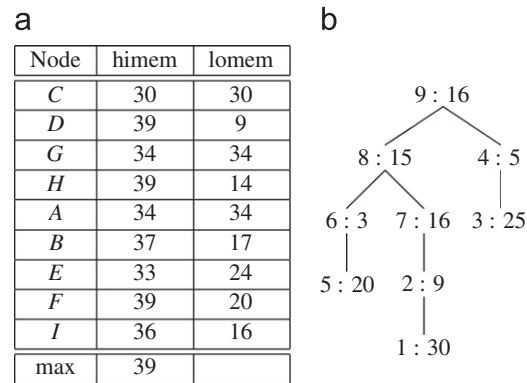 a
Node himem lomem
C 30 30
D 39 9
G 34 34
H 39 14
A 34 34
B 37 17
E 33 24
F 39 20
I 36 16
max 39
b
9 : 16
8 : 15 4 : 5
6 : 3 7 : 16 3 : 25
5 : 20 2 : 9
1 : 30